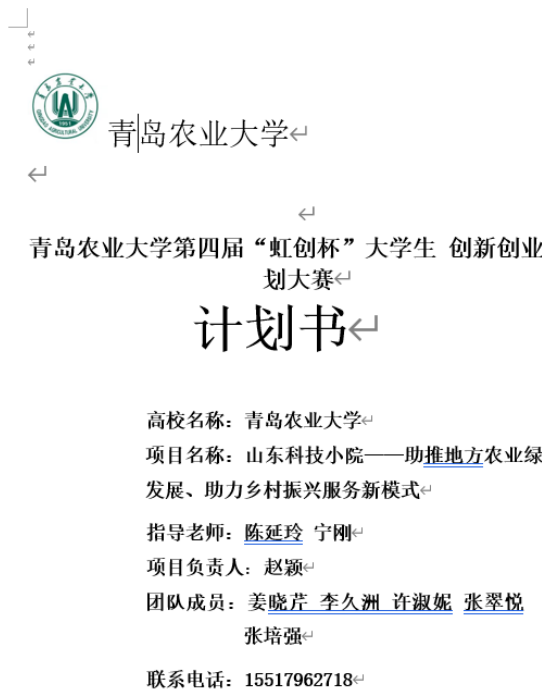 青岛农业大学
青岛农业大学第四届“虹创杯”大学生 创新创业
划大赛
计划书
高校名称：青岛农业大学
项目名称：山东科技小院——助推地方农业绿
发展、助力乡村振兴服务新模式
指导老师：陈延玲 宁刚
项目负责人：赵颖
团队成员：姜晓芹 李久洲 许淑妮 张翠悦
张培强
联系电话：15517962718